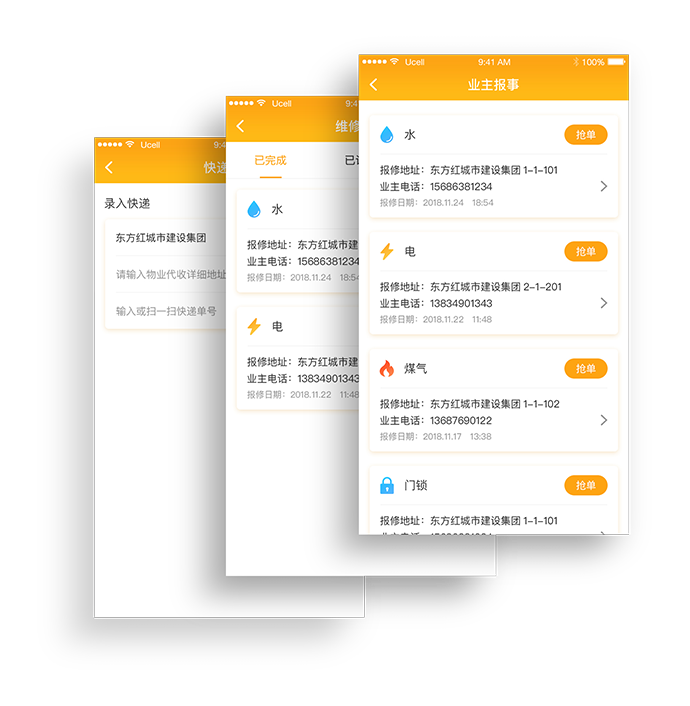 Ucell 9:4
快递
录入快递
东方红城市建设集团
请输入物业代收详细地址
输入或扫一扫快递单号
Ucell 9:4
维修
已完成
水
报修地址：东方红城市建
业主电话：15686381234
报修日期：2018.11.24 18:54
电
报修地址：东方红城市建
业主电话：13834901343
报修日期：2018.11.22 11:48
Ucell 9:41 AM 100%
业主报事
水 抢单
报修地址：东方红城市建设集团 1-1-101
业主电话：15686381234
报修日期：2018.11.24 18:54
电 抢单
报修地址：东方红城市建设集团 2-1-201
业主电话：13834901343
报修日期：2018.11.22 11:48
煤气 抢单
报修地址：东方红城市建设集团 1-1-102
业主电话：13687690122
报修日期：2018.11.17 13:38
门锁 抢单
报修地址：东方红城市建设集团 1-1-101
业主电话：